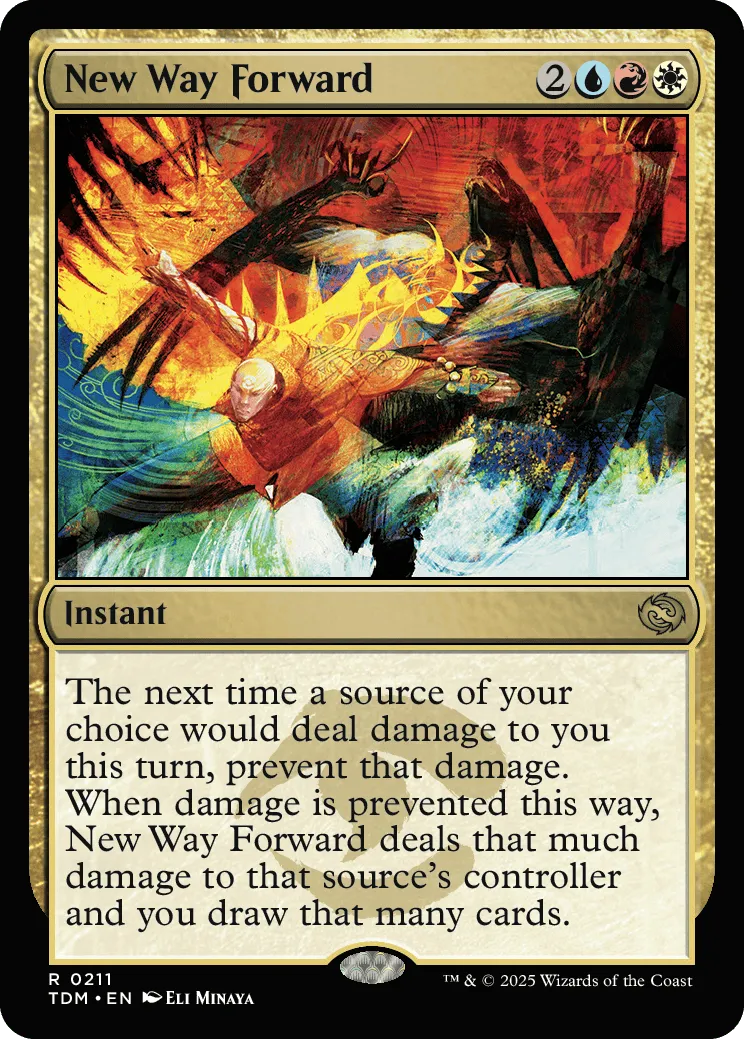 New Way Forward 2
Instant
The next time a source of your
choice would deal damage to you
this turn, prevent that damage.
When damage is prevented this way,
New Way Forward deals that much
damage to that source's controller
and you draw that many cards.
R 0211
TDM • EN Eli Minaya
™ & © 2025 Wizards of the Coast